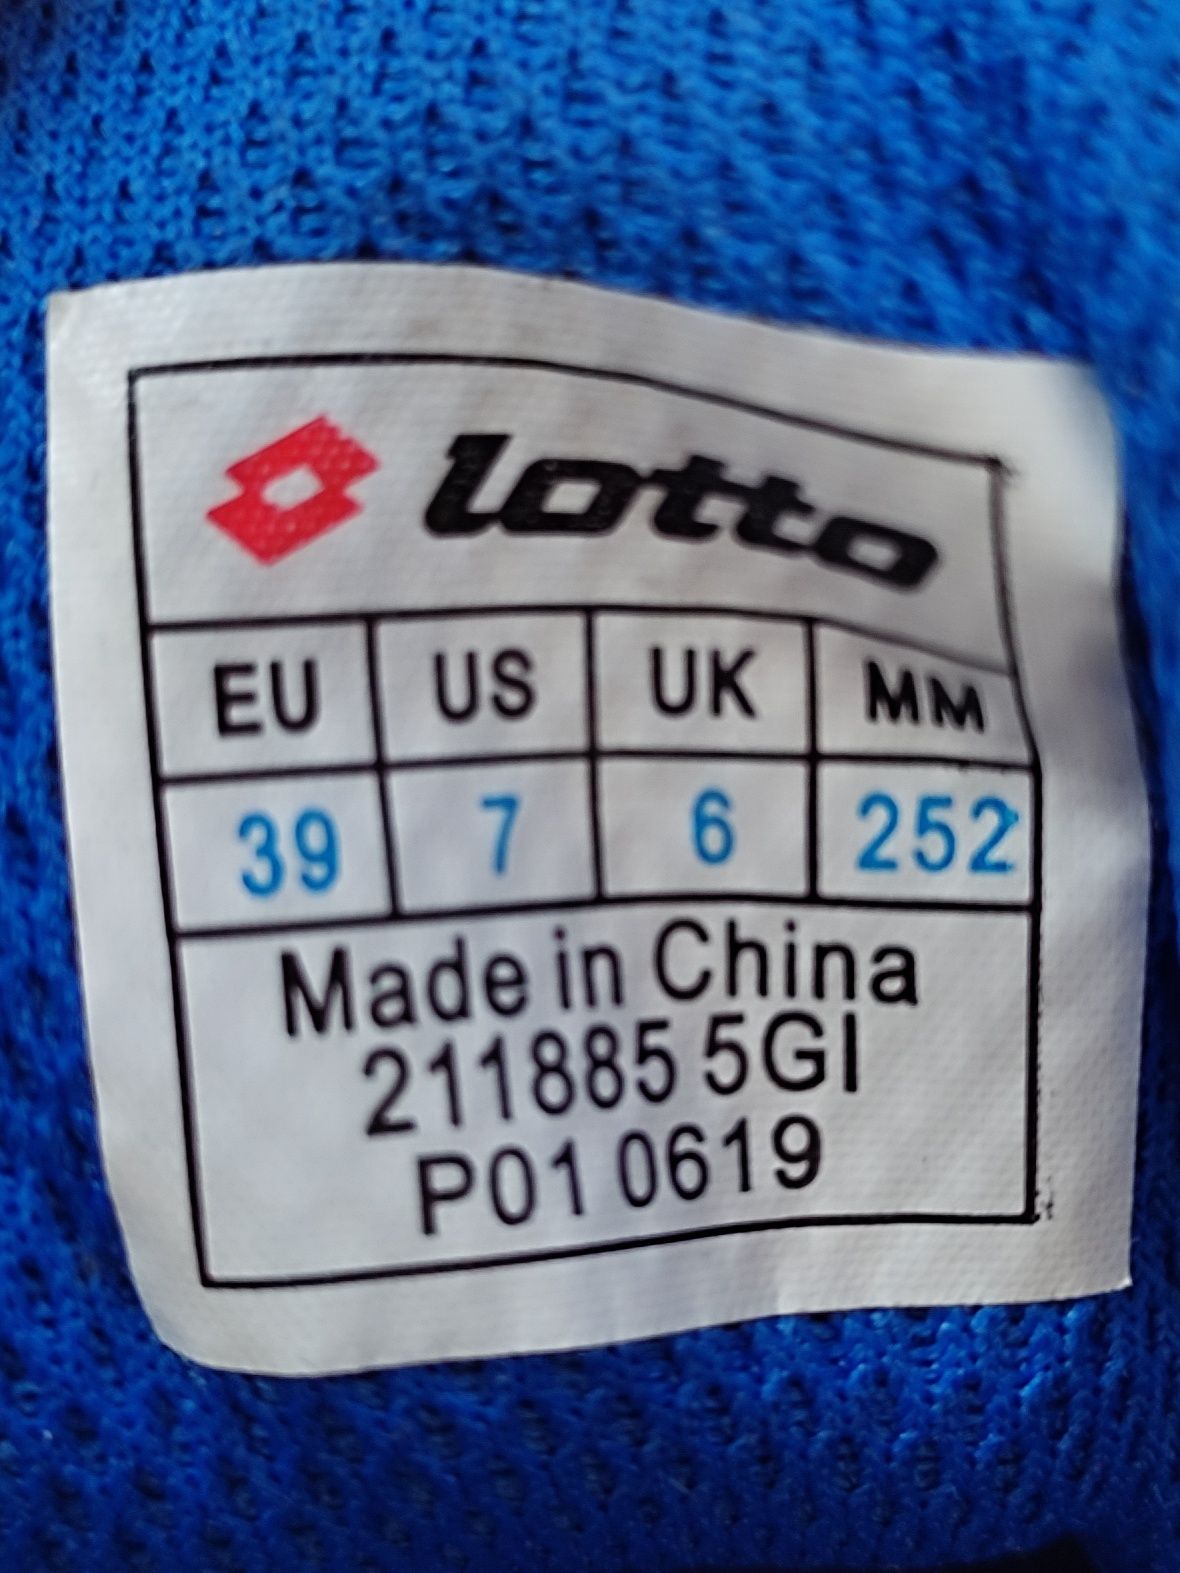 lotto
EU US UK MM
39 7 6 252
Made in China
211885 5GI
P01 0619